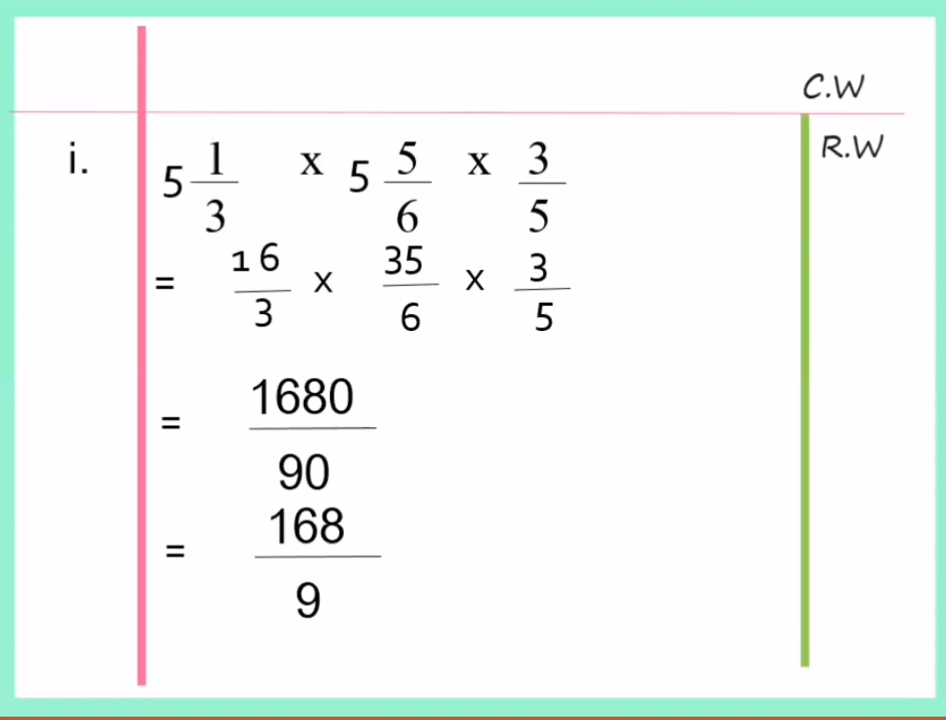 C.W
R.W
i. 5 1/3 x 5 5/6 x 3/5
= 16/3 x 35/6 x 3/5
= 1680/90
= 168/9